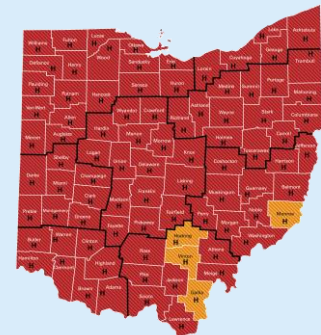 Williams
H
Fulton
H
Lucas
H
Ottawa
H
Lake
H
Ashtabula
H
Geauga
H
Cuyahoga
H
Trumbull
H
Defiance
H
Henry
H
Wood
H
Sandusky
H
Erie
H
Lorain
H
Portage
H
Summit
H
Mahoning
H
Paulding
H
Putnam
H
Hancock
H
Seneca
H
Huron
H
Medina
H
Ashland
H
Wayne
H
Stark
H
Columbiana
H
Van Wert
H
Allen
H
Wyandot
H
Crawford
H
Richland
H
Carroll
H
Mercer
H
Auglaize
H
Hardin
H
Marion
H
Holmes
H
Tuscarawas
H
Shelby
H
Logan
H
Union
H
Delaware
H
Knox
H
Coshocton
H
Harrison
H
Darke
H
Miami
H
Champaign
H
Clark
H
Franklin
H
Licking
H
Muskingum
H
Guernsey
H
Belmont
H
Preble
H
Montgomery
H
Greene
H
Madison
H
Pickaway
H
Fairfield
H
Perry
H
Morgan
H
Monroe
H
Washington
H
Butler
H
Warren
H
Clinton
H
Ross
H
Hocking
H
Athens
H
Hamilton
H
Clermont
H
Highland
H
Vinton
H
Meigs
H
Pike
H
Jackson
H
Brown
H
Adams
H
Scioto
H
Gallia
H
Lawrence
H